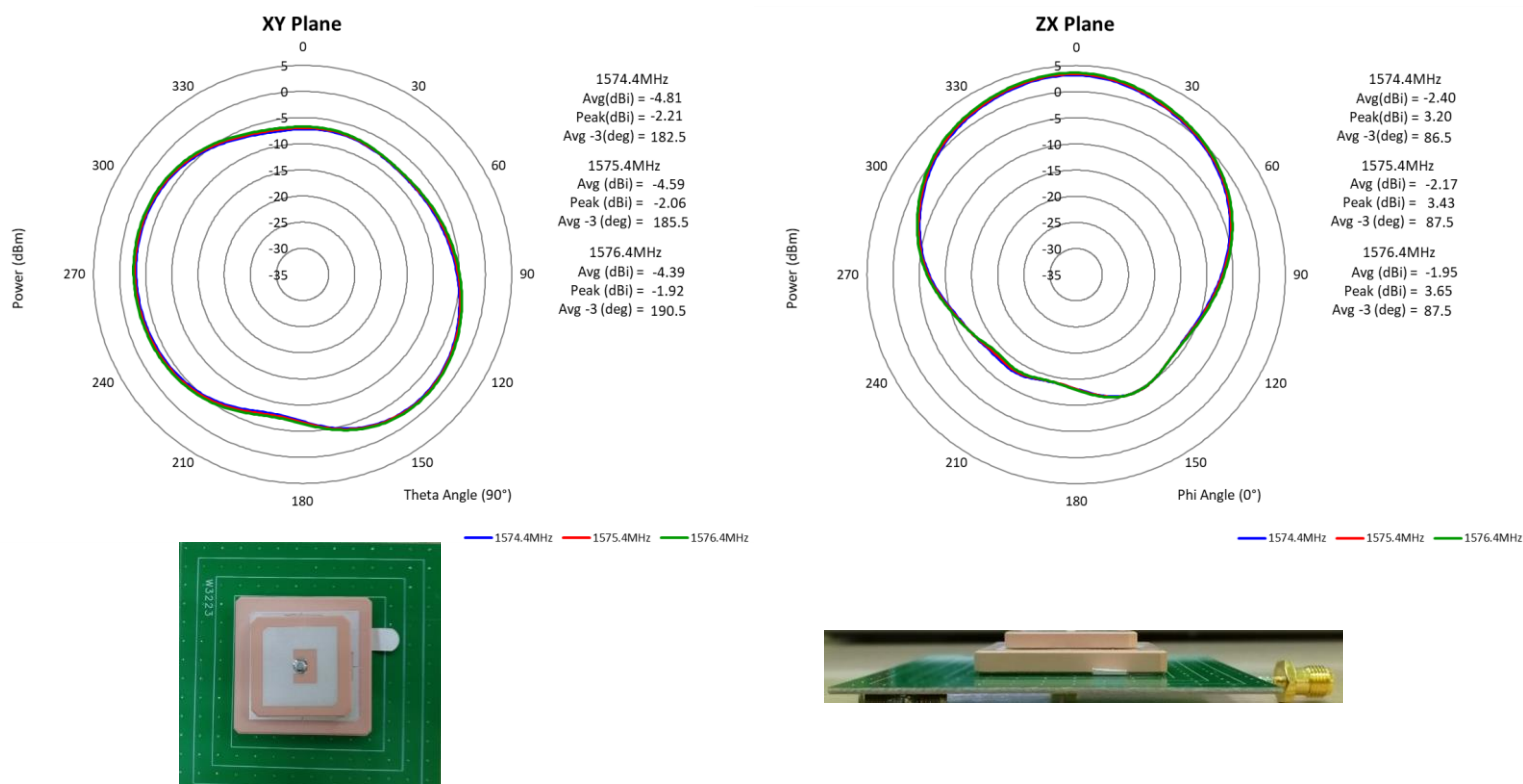 XY Plane
0
5
0
-5
-10
-15
-20
-25
-30
-35
30
60
90
120
150
180
210
240
270
300
330
Power (dBm)
Theta Angle (90°)
1574.4MHz
Avg(dBi) = -4.81
Peak(dBi) = -2.21
Avg -3(deg) = 182.5
1575.4MHz
Avg (dBi) = -4.59
Peak (dBi) = -2.06
Avg -3 (deg) = 185.5
1576.4MHz
Avg (dBi) = -4.39
Peak (dBi) = -1.92
Avg -3 (deg) = 190.5
1574.4MHz 1575.4MHz 1576.4MHz
W3223
ZX Plane
0
5
0
-5
-10
-15
-20
-25
-30
-35
30
60
90
120
150
180
210
240
270
300
330
Power (dBm)
Phi Angle (0°)
1574.4MHz
Avg(dBi) = -2.40
Peak(dBi) = 3.20
Avg -3(deg) = 86.5
1575.4MHz
Avg (dBi) = -2.17
Peak (dBi) = 3.43
Avg -3 (deg) = 87.5
1576.4MHz
Avg (dBi) = -1.95
Peak (dBi) = 3.65
Avg -3 (deg) = 87.5
1574.4MHz 1575.4MHz 1576.4MHz